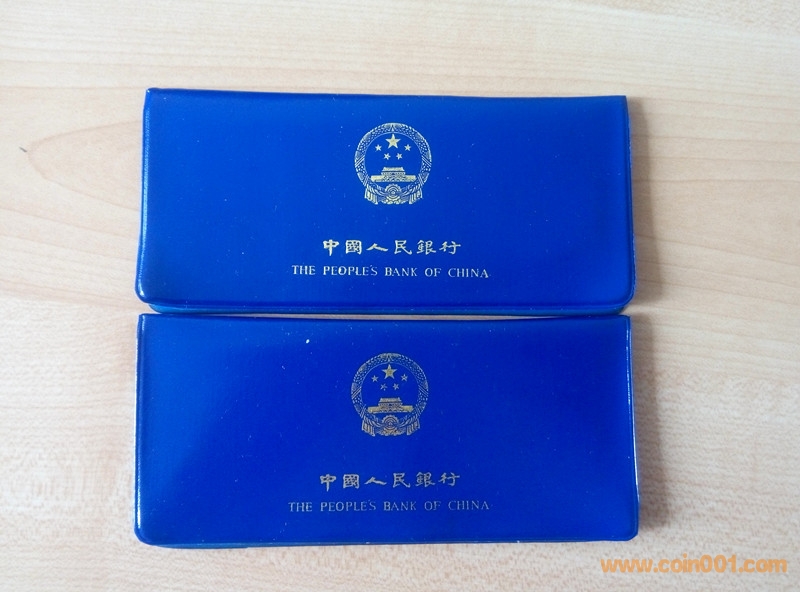 中國人民銀行
THE PEOPLE'S BANK OF CHINA
中國人民銀行
THE PEOPLE'S BANK OF CHINA
www.coin001.com